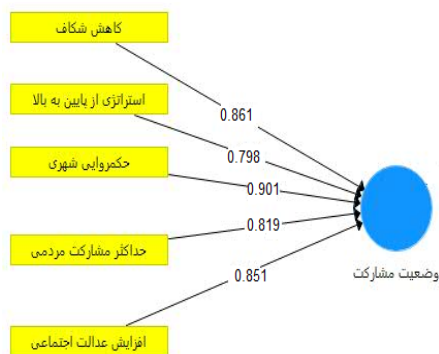 کاهش شکاف
استراتژی از پایین به بالا
حکمروایی شهری
حداکثر مشارکت مردمی
افزایش عدالت اجتماعی
0.861
0.798
0.901
0.819
0.851
وضعیت مشارکت